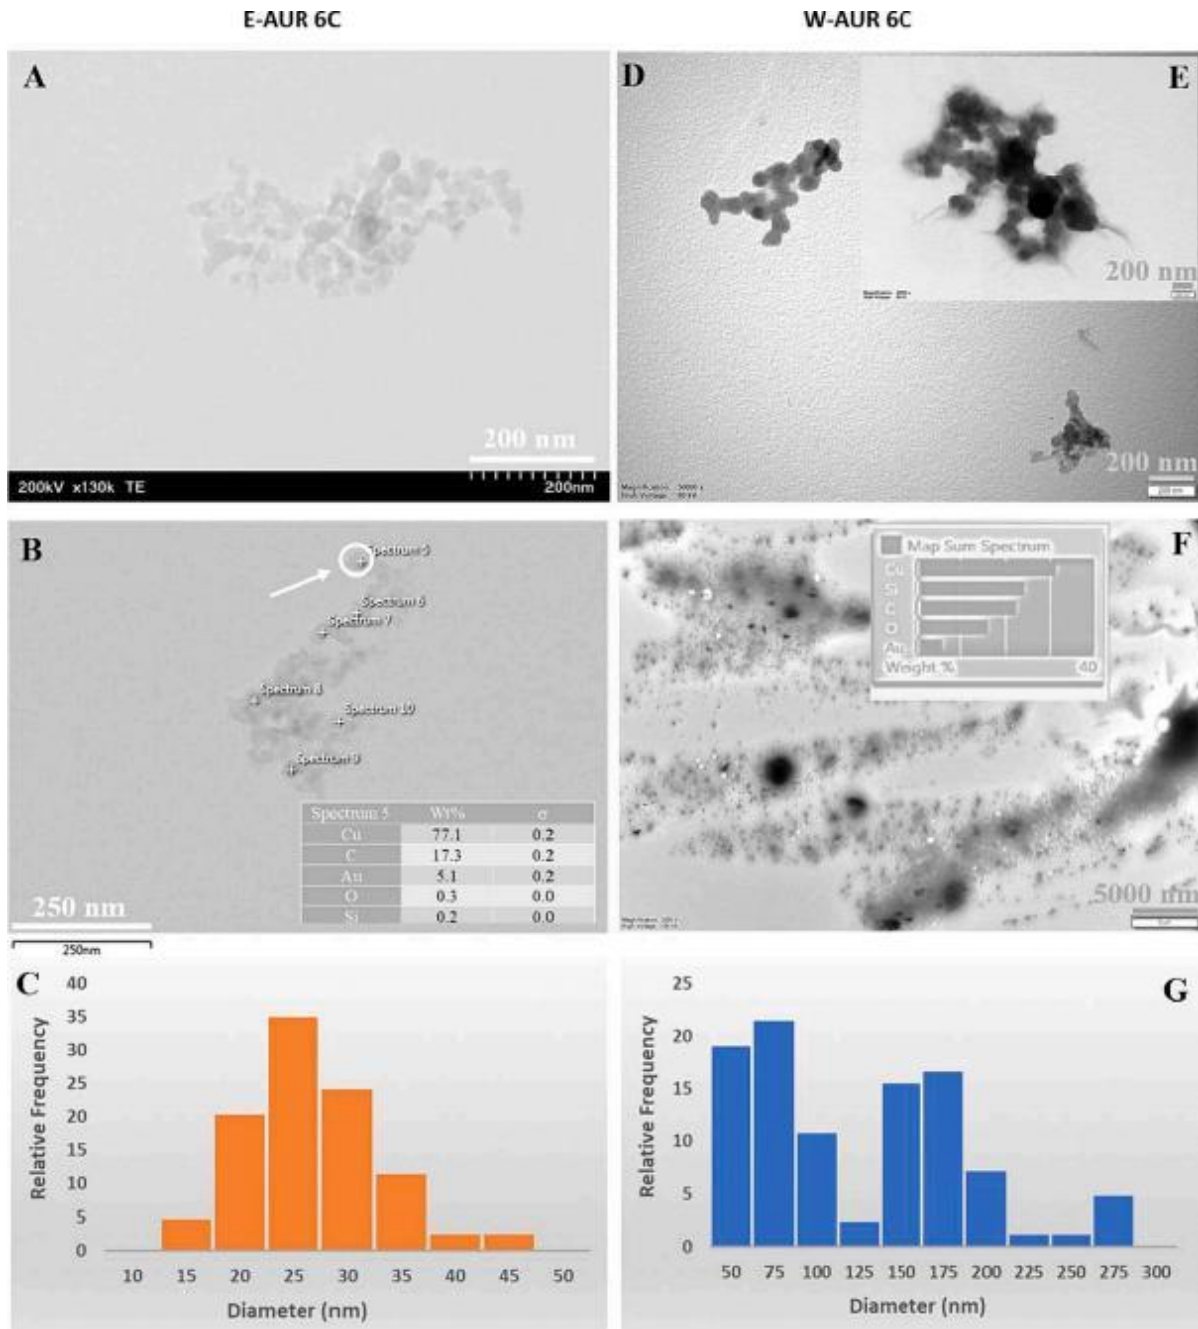 E-AUR 6C
W-AUR 6C
A
200 nm
200kV x130k TE
200nm
D
E
200 nm
200 nm
Magnification 50000 x
200 nm
B
Spectrum 5
Spectrum 6
Spectrum 7
Spectrum 8
Spectrum 10
Spectrum 9
Spectrum 5 Wt% σ
Cu 77.1 0.2
C 17.3 0.2
Au 5.1 0.2
O 0.3 0.0
Si 0.2 0.0
250 nm
250nm
F
Map Sum Spectrum
Cu
Si
C
O
Au
Weight % 40
5000 nm
C
40
35
30
25
20
15
10
5
0
Relative Frequency
10 15 20 25 30 35 40 45 50
Diameter (nm)
G
25
20
15
10
5
0
Relative Frequency
50 75 100 125 150 175 200 225 250 275 300
Diameter (nm)